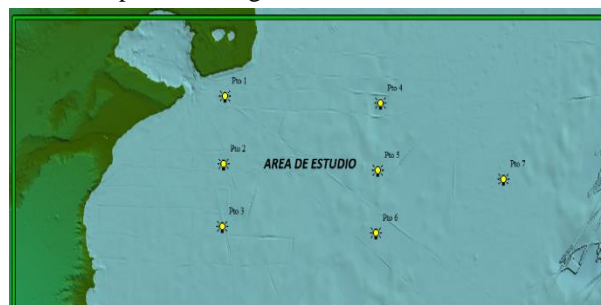 Pto 1
Pto 4
Pto 2
AREA DE ESTUDIO
Pto 5
Pto 7
Pto 3
Pto 6